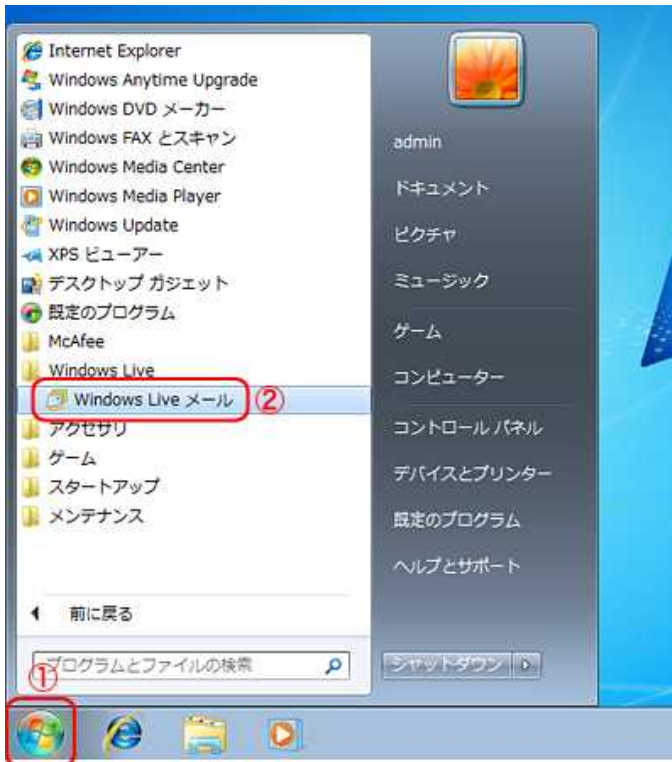 Internet Explorer
Windows Anytime Upgrade
Windows DVD メーカー
Windows FAX とスキャン
Windows Media Center
Windows Media Player
Windows Update
XPS ビューアー
デスクトップ ガジェット
既定のプログラム
McAfee
Windows Live
Windows Live メール ②
アクセサリ
ゲーム
スタートアップ
メンテナンス
前に戻る
プログラムとファイルの検索
①
admin
ドキュメント
ピクチャ
ミュージック
ゲーム
コンピューター
コントロール パネル
デバイスとプリンター
既定のプログラム
ヘルプとサポート
シャットダウン